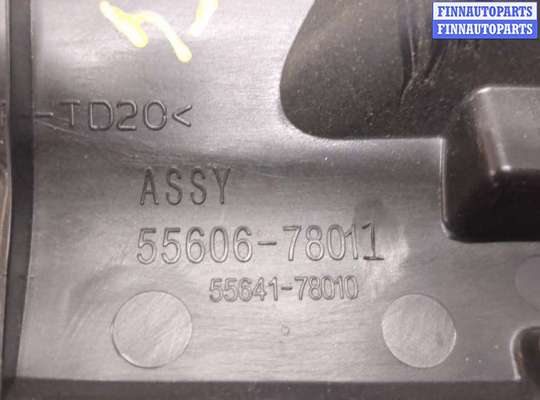 FINNAUTOPARTS
FINNAUTOPARTS
-TD20<
ASSY
55606-78011
55641-78010